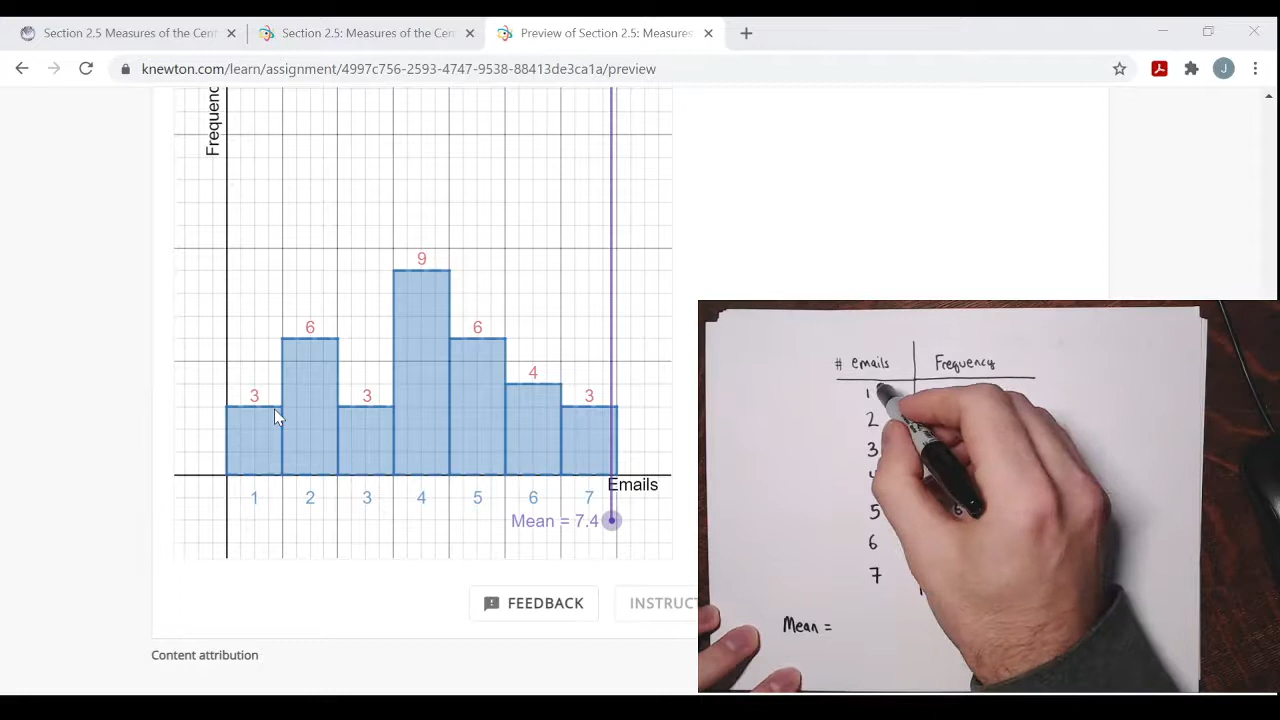 Section 2.5 Measures of the Cent
Section 2.5: Measures of the Cen
Preview of Section 2.5: Measures
knewton.com/learn/assignment/4997c756-2593-4747-9538-88413de3ca1a/preview
J
Frequenc
9
6
6
4
3
3
3
Emails
1 2 3 4 5 6 7
Mean = 7.4
FEEDBACK
INSTRUCT
Content attribution
# emails Frequency
1
2
3
5 6
6
7
Mean =